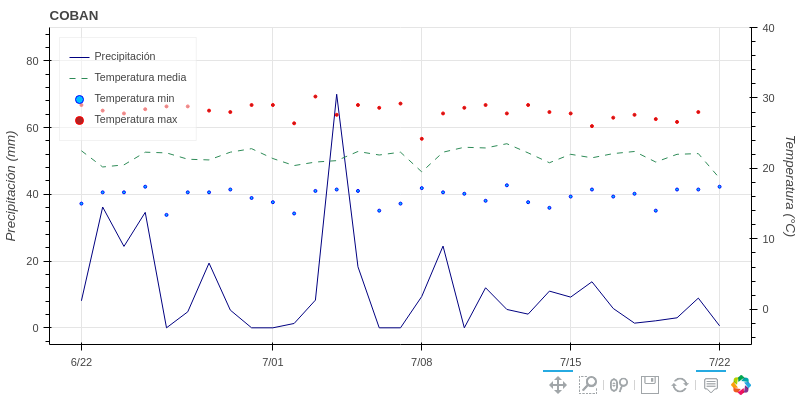 COBAN
Precipitación
Temperatura media
Temperatura min
Temperatura max
Precipitación (mm)
80
60
40
20
0
Temperatura (°C)
40
30
20
10
0
6/22
7/01
7/08
7/15
7/22